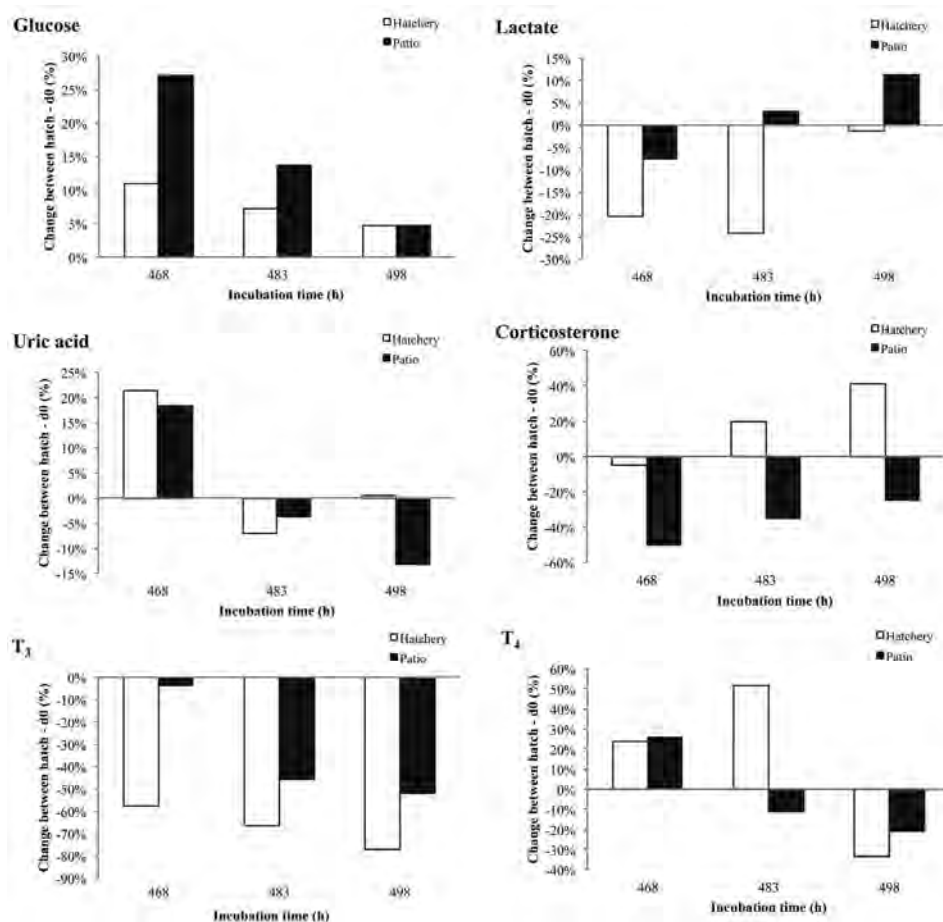 Glucose
Hatchery
Patio
Change between hatch - d0 (%)
30%
25%
20%
15%
10%
5%
0%
468
483
498
Incubation time (h)
Lactate
Hatchery
Patio
Change between hatch - d0 (%)
15%
10%
5%
0%
-5%
-10%
-15%
-20%
-25%
-30%
468
483
498
Incubation time (h)
Uric acid
Hatchery
Patio
Change between hatch - d0 (%)
25%
20%
15%
10%
5%
0%
-5%
-10%
-15%
468
483
498
Incubation time (h)
Corticosterone
Hatchery
Patio
Change between hatch - d0 (%)
60%
40%
20%
0%
-20%
-40%
-60%
468
483
498
Incubation time (h)
T3
Hatchery
Patio
Change between hatch - d0 (%)
0%
-10%
-20%
-30%
-40%
-50%
-60%
-70%
-80%
-90%
468
483
498
Incubation time (h)
T4
Hatchery
Patio
Change between hatch - d0 (%)
60%
50%
40%
30%
20%
10%
0%
-10%
-20%
-30%
-40%
468
483
498
Incubation time (h)